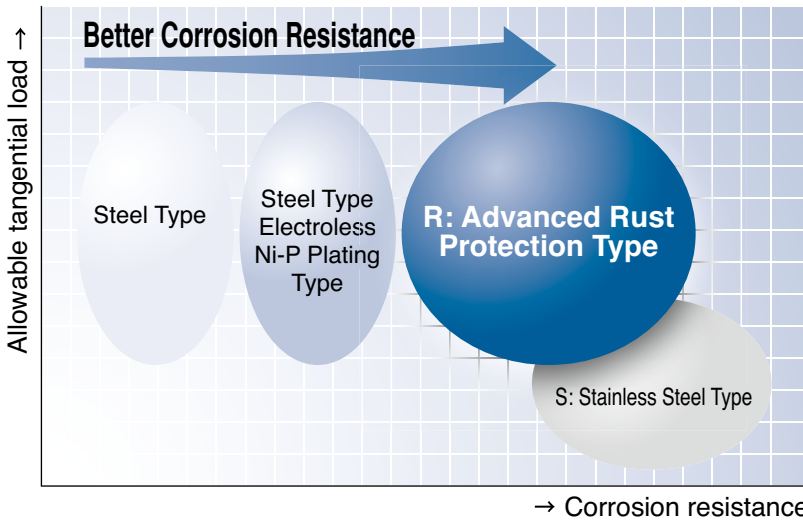 Better Corrosion Resistance
Allowable tangential load →
Steel Type
Steel Type
Electroless
Ni-P Plating
Type
R: Advanced Rust
Protection Type
S: Stainless Steel Type
→ Corrosion resistance